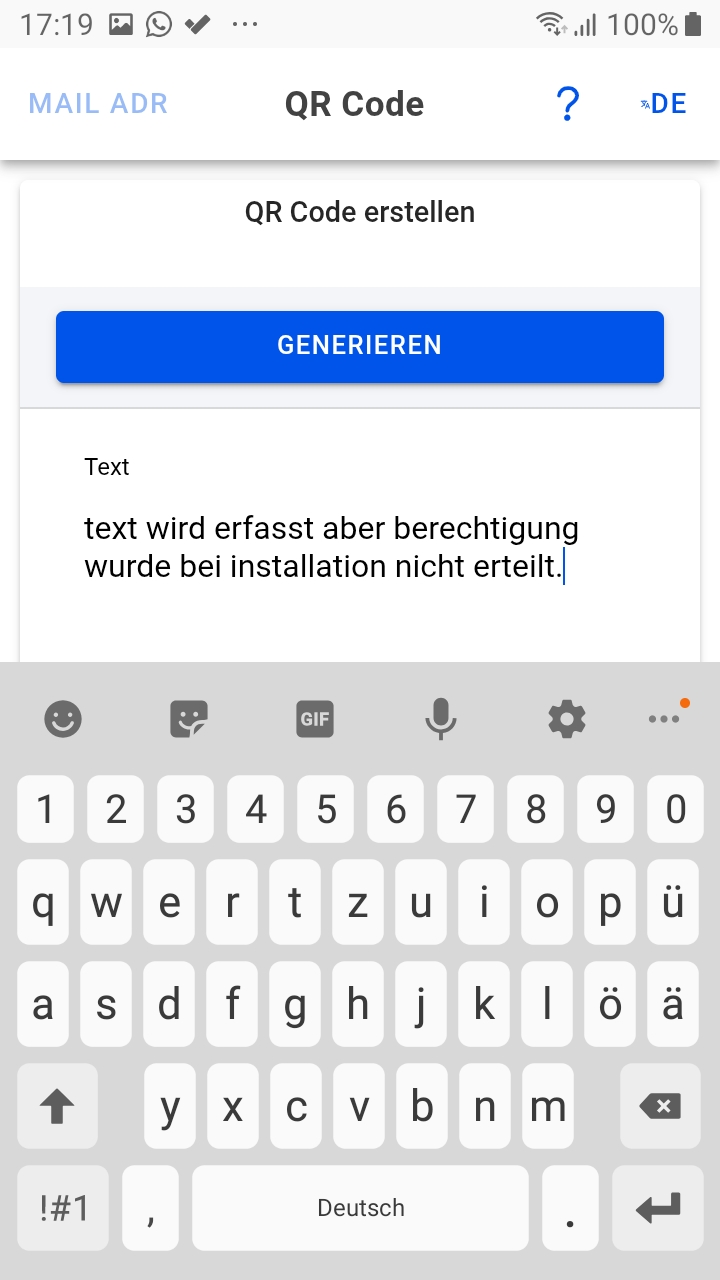 17:19 100%
MAIL ADR QR Code ? DE
QR Code erstellen
GENERIEREN
Text
text wird erfasst aber berechtigung
wurde bei installation nicht erteilt.
GIF
1 2 3 4 5 6 7 8 9 0
q w e r t z u i o p ü
a s d f g h j k l ö ä
y x c v b n m
!#1 , Deutsch .